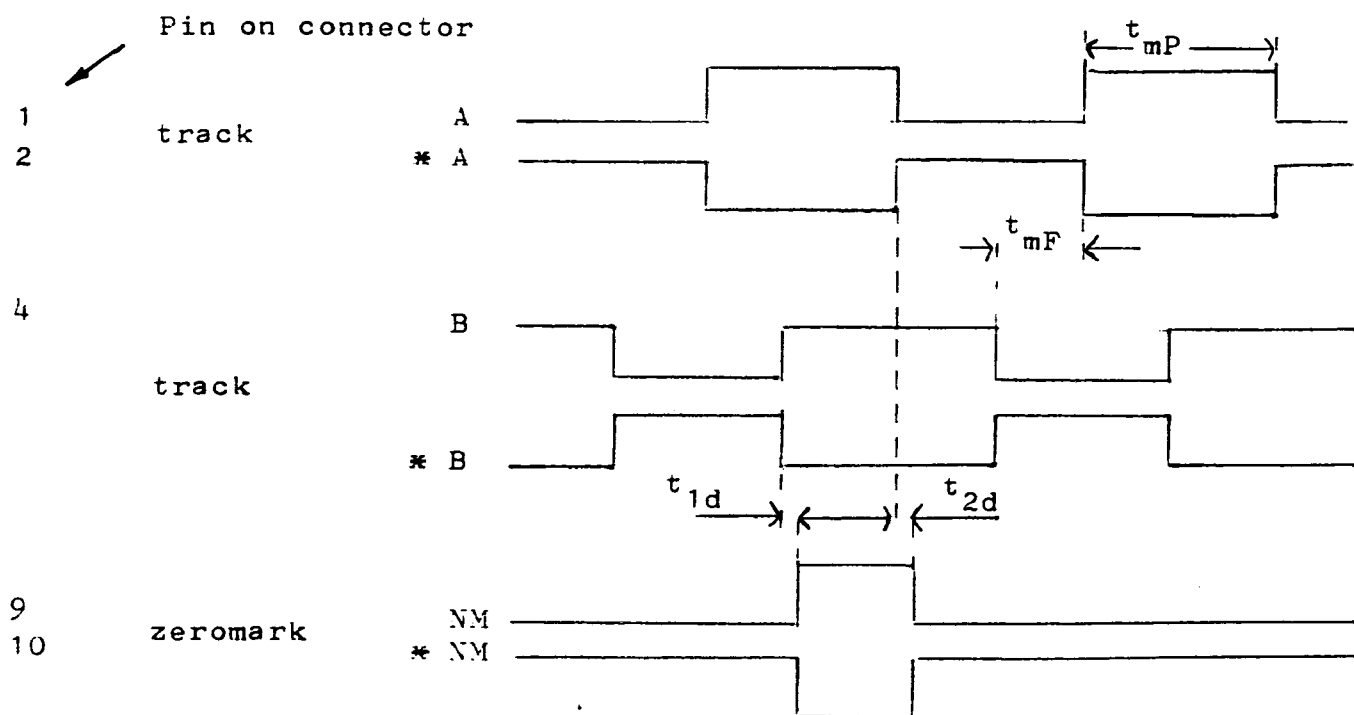 Pin on connector
t mP
1 track A
2 * A
t mF
4 B
track
* B
t 1d t 2d
9 NM
zeromark
10 * NM